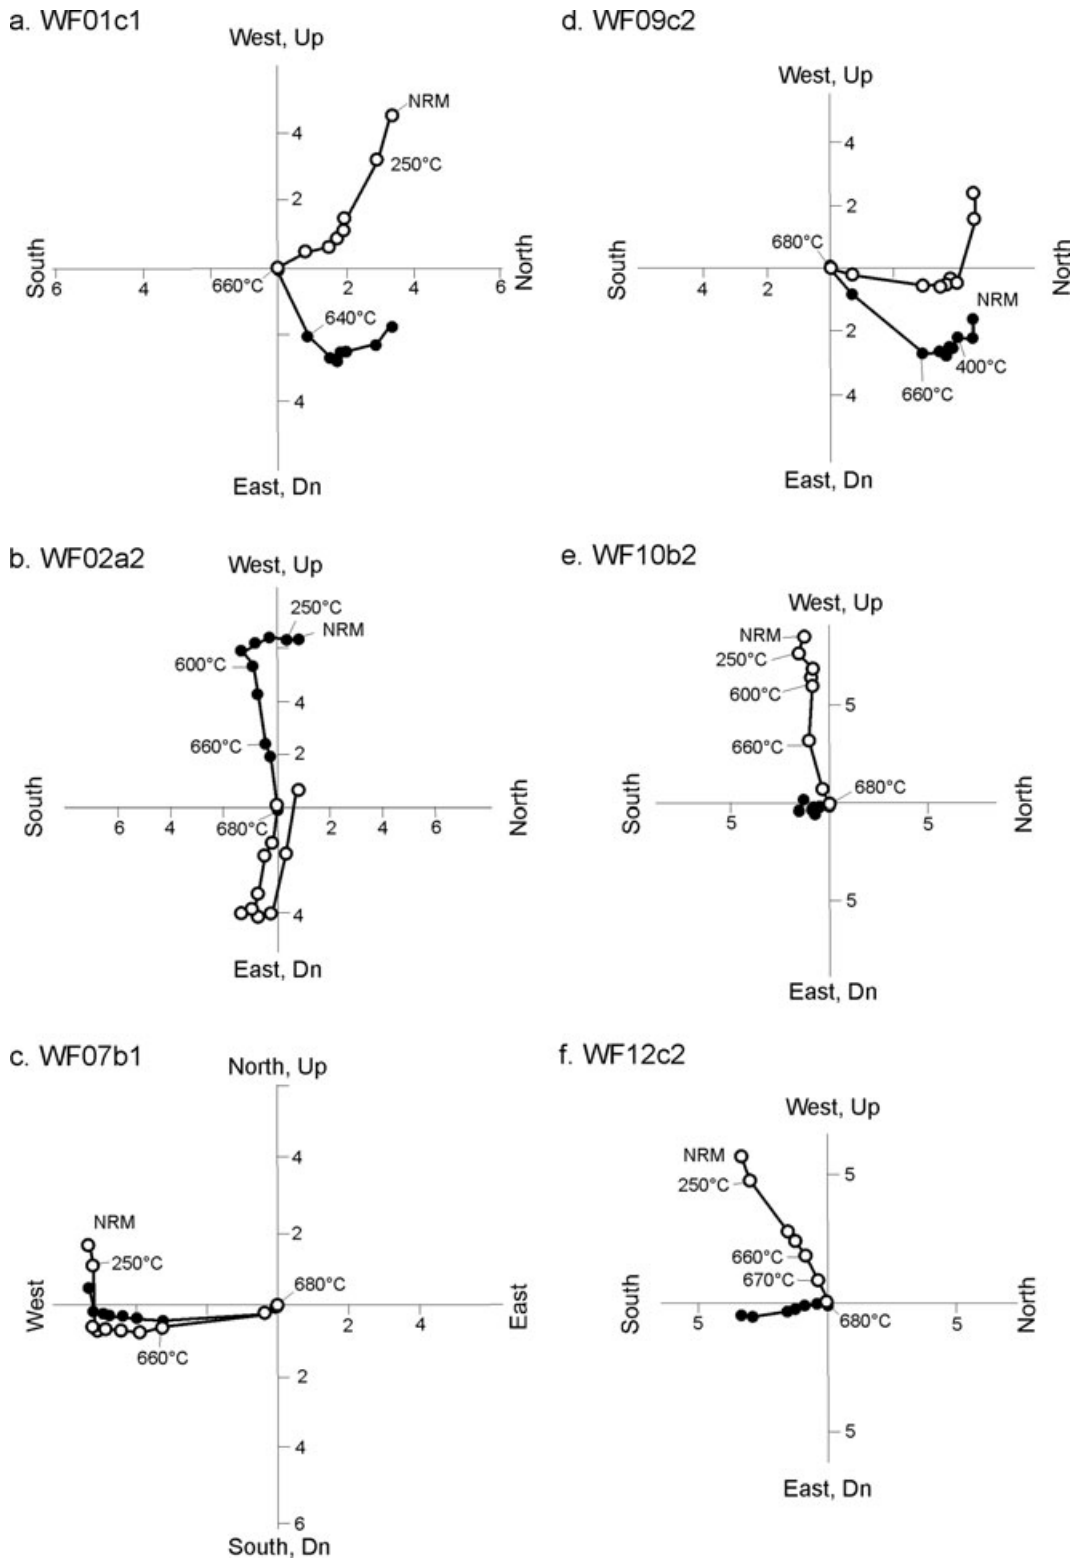 a. WF01c1
West, Up
NRM
4
250°C
2
South
6
4
660°C
2
6
North
640°C
4
East, Dn
d. WF09c2
West, Up
4
2
680°C
South
4
2
North
NRM
2
400°C
660°C
4
East, Dn
b. WF02a2
West, Up
250°C
NRM
600°C
4
660°C
2
South
6
4
680°C
2
4
6
North
4
East, Dn
e. WF10b2
West, Up
NRM
250°C
600°C
5
660°C
680°C
South
5
5
North
5
East, Dn
c. WF07b1
North, Up
4
NRM
2
250°C
680°C
West
2
4
East
660°C
2
4
6
South, Dn
f. WF12c2
West, Up
NRM
5
250°C
660°C
670°C
South
5
680°C
5
North
5
East, Dn